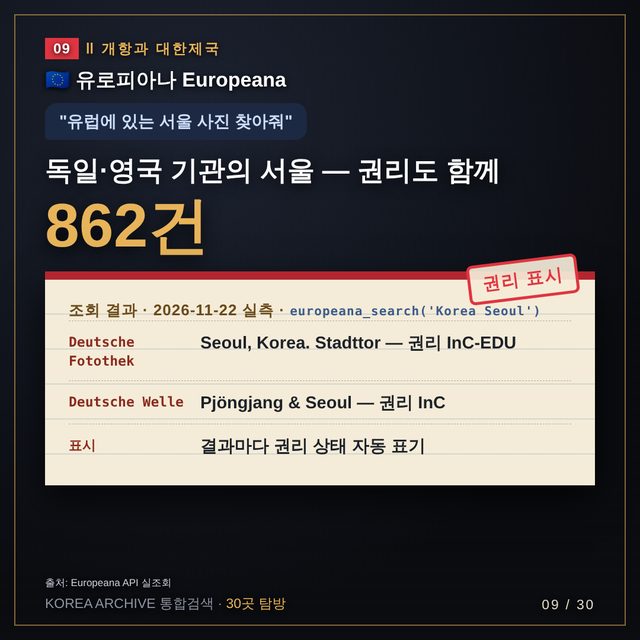 09 II 개항과 대한제국
유로피아나 Europeana
"유럽에 있는 서울 사진 찾아줘"
독일·영국 기관의 서울 — 권리도 함께
862건
권리 표시
조회 결과 · 2026-11-22 실측 · europeana_search('Korea Seoul')
Deutsche Fotothek
Seoul, Korea. Stadttor — 권리 InC-EDU
Deutsche Welle Pjöngjang & Seoul — 권리 InC
표시 결과마다 권리 상태 자동 표기
출처: Europeana API 실조회
KOREA ARCHIVE 통합검색 · 30곳 탐방
09 / 30